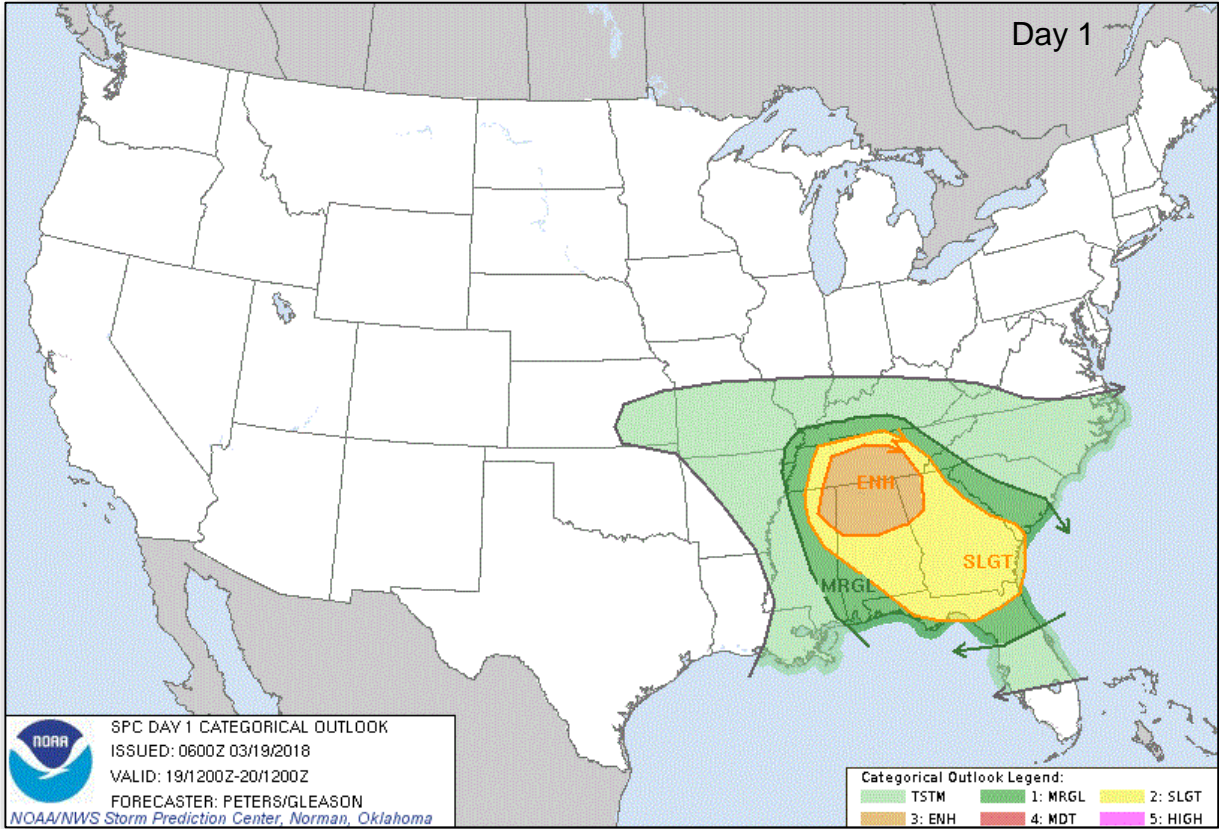 Day 1
ENH
SLGT
MRGL
NOAA
SPC DAY 1 CATEGORICAL OUTLOOK
ISSUED: 0600Z 03/19/2018
VALID: 19/1200Z-20/1200Z
FORECASTER: PETERS/GLEASON
NOAA/NWS Storm Prediction Center, Norman, Oklahoma
Categorical Outlook Legend:
TSTM 1: MRGL 2: SLGT
3: ENH 4: MDT 5: HIGH